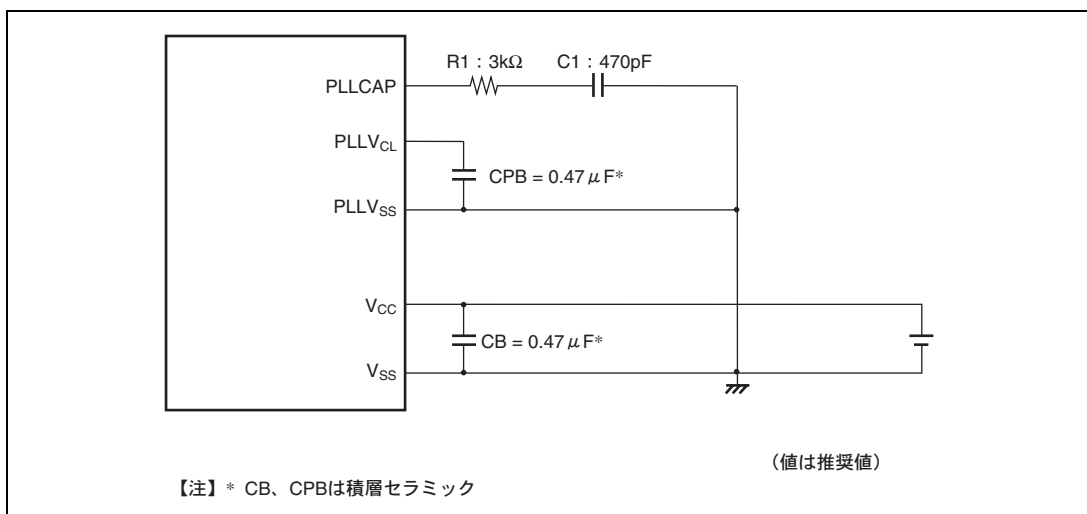 R1：3kΩ C1：470pF
PLLCAP
PLLVCL
CPB = 0.47μF*
PLLVSS
VCC
CB = 0.47μF*
VSS
（値は推奨値）
【注】* CB、CPBは積層セラミック